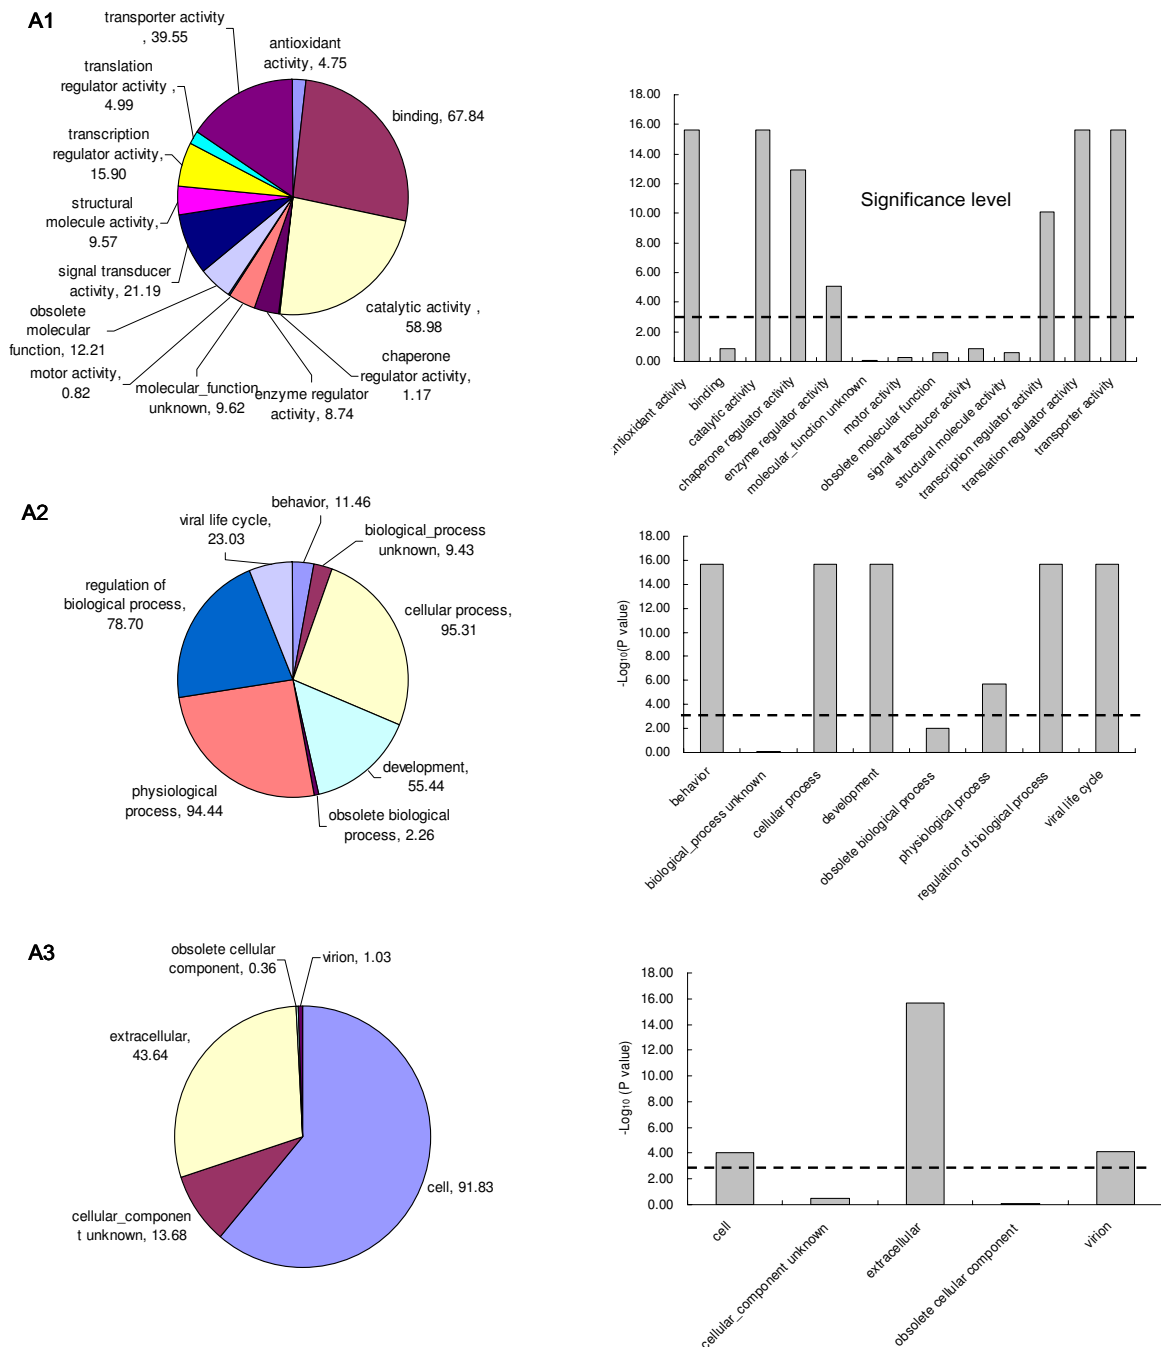 A1
transporter activity
, 39.55
antioxidant
activity, 4.75
translation
regulator activity ,
4.99
binding, 67.84
transcription
regulator activity,
15.90
structural
molecule activity,
9.57
signal transducer
activity, 21.19
obsolete
molecular
function, 12.21
motor activity,
0.82
molecular_function
unknown, 9.62
enzyme regulator
activity, 8.74
chaperone
regulator activity,
1.17
catalytic activity ,
58.98
18.00
16.00
14.00
12.00
10.00
8.00
6.00
4.00
2.00
0.00
Significance level
ntioxidant activity
binding
catalytic activity
chaperone regulator activity
enzyme regulator activity
molecular_function unknown
motor activity
obsolete molecular function
signal transducer activity
structural molecule activity
transcription regulator activity
translation regulator activity
transporter activity
A2
behavior, 11.46
viral life cycle,
23.03
biological_process
unknown, 9.43
regulation of
biological process,
78.70
cellular process,
95.31
development,
55.44
physiological
process, 94.44
obsolete biological
process, 2.26
-Log10(P value)
18.00
16.00
14.00
12.00
10.00
8.00
6.00
4.00
2.00
0.00
behavior
biological_process unknown
cellular process
development
obsolete biological process
physiological process
regulation of biological process
viral life cycle
A3
obsolete cellular
component, 0.36
virion, 1.03
extracellular,
43.64
cell, 91.83
cellular_componen
t unknown, 13.68
-Log10 (P value)
18.00
16.00
14.00
12.00
10.00
8.00
6.00
4.00
2.00
0.00
cell
cellular_component unknown
extracellular
obsolete cellular component
virion